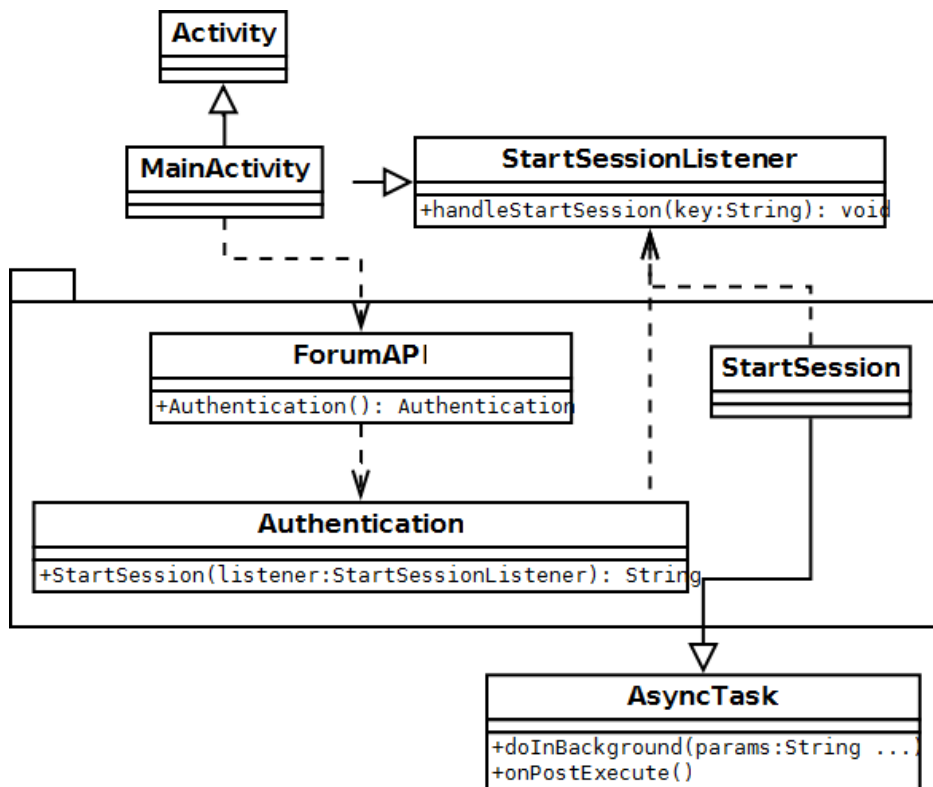 Activity
MainActivity
StartSessionListener
+handleStartSession(key:String): void
ForumAPI
+Authentication(): Authentication
StartSession
Authentication
+StartSession(listener:StartSessionListener): String
AsyncTask
+doInBackground(params:String ...)
+onPostExecute()